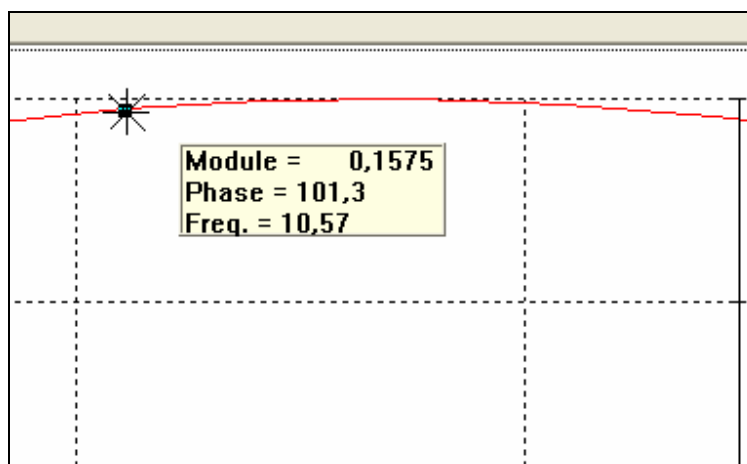 Module = 0,1575
Phase = 101,3
Freq. = 10,57